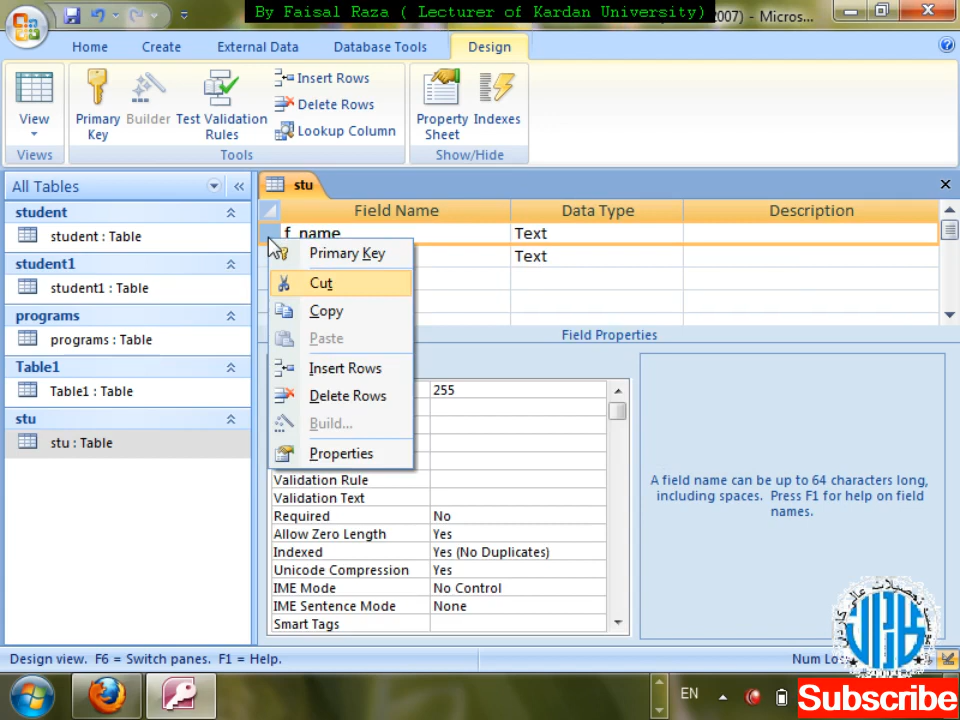 By Faisal Raza ( Lecturer of Kardan University)
2007) - Micros...
Home
Create
External Data
Database Tools
Design
View
Primary Key
Builder
Test Validation Rules
Insert Rows
Delete Rows
Lookup Column
Property Sheet
Indexes
Views
Tools
Show/Hide
All Tables
student
student : Table
student1
student1 : Table
programs
programs : Table
Table1
Table1 : Table
stu
stu : Table
stu
Field Name
Data Type
Description
f_name
Text
Text
Primary Key
Cut
Copy
Paste
Insert Rows
Delete Rows
Build...
Properties
Field Properties
255
Validation Rule
Validation Text
Required
No
Allow Zero Length
Yes
Indexed
Yes (No Duplicates)
Unicode Compression
Yes
IME Mode
No Control
IME Sentence Mode
None
Smart Tags
A field name can be up to 64 characters long,
including spaces. Press F1 for help on field
names.
Design view. F6 = Switch panes. F1 = Help.
Num Lo
EN
Subscribe